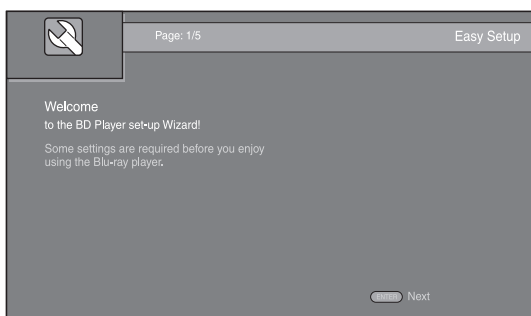 Page: 1/5
Easy Setup
Welcome
to the BD Player set-up Wizard!
Some settings are required before you enjoy
using the Blu-ray player.
ENTER Next